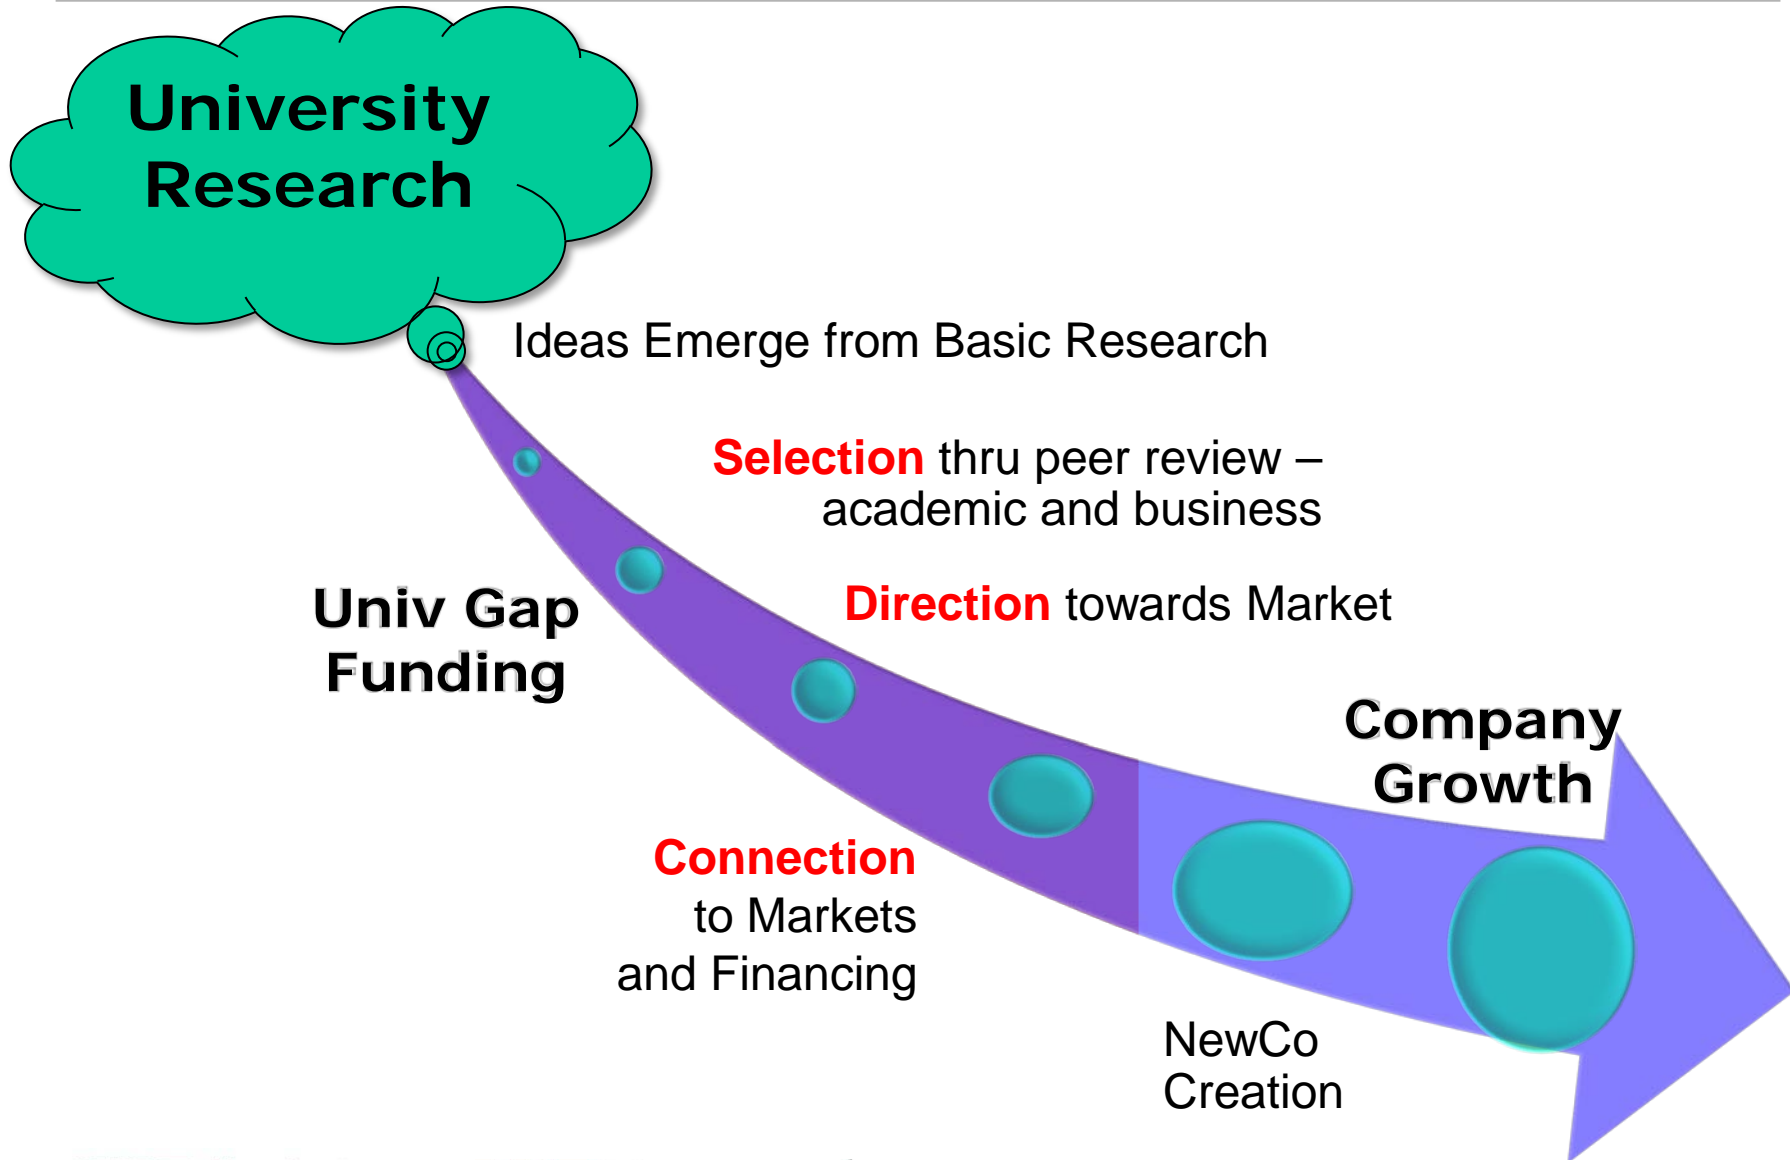 University
Research
Ideas Emerge from Basic Research
Selection thru peer review –
academic and business
Direction towards Market
Univ Gap
Funding
Company
Growth
Connection
to Markets
and Financing
NewCo
Creation